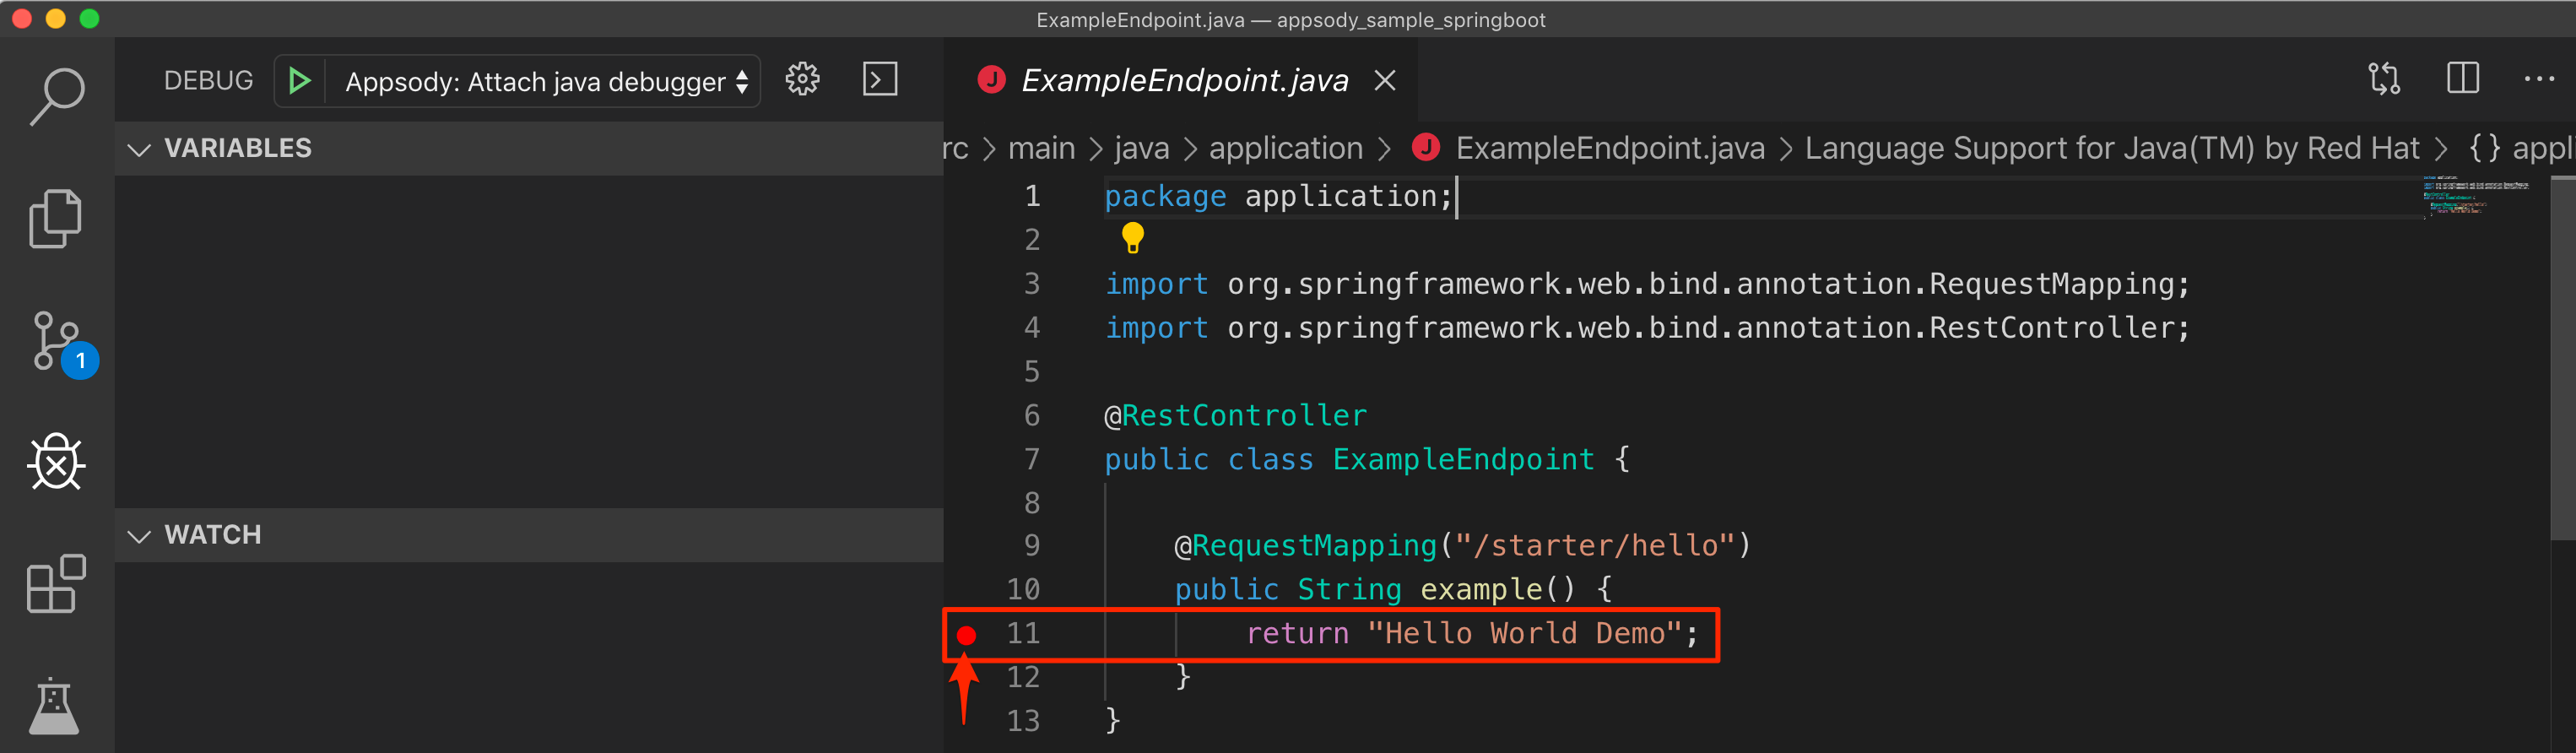 ExampleEndpoint.java — appsody_sample_springboot
DEBUG Appsody: Attach java debugger
J ExampleEndpoint.java
VARIABLES
rc > main > java > application > J ExampleEndpoint.java > Language Support for Java(TM) by Red Hat > {} appl
1 package application;
2
3 import org.springframework.web.bind.annotation.RequestMapping;
4 import org.springframework.web.bind.annotation.RestController;
5
6 @RestController
7 public class ExampleEndpoint {
8
9 @RequestMapping("/starter/hello")
10 public String example() {
11 return "Hello World Demo";
12 }
13 }
1
WATCH